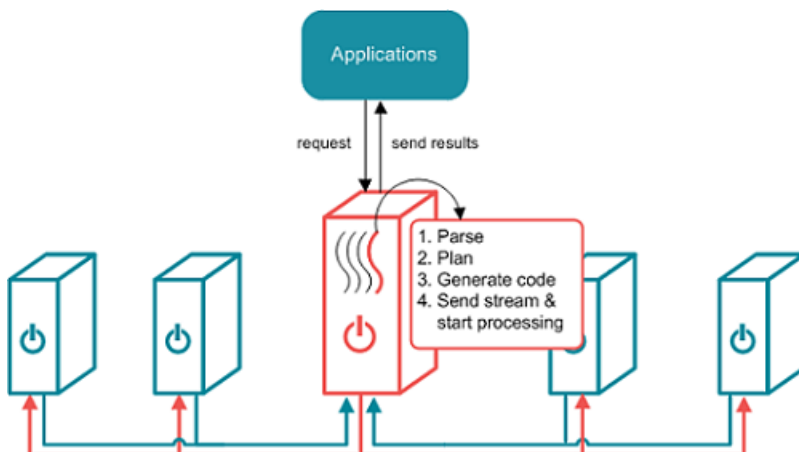 Applications
request
send results
1. Parse
2. Plan
3. Generate code
4. Send stream &
start processing